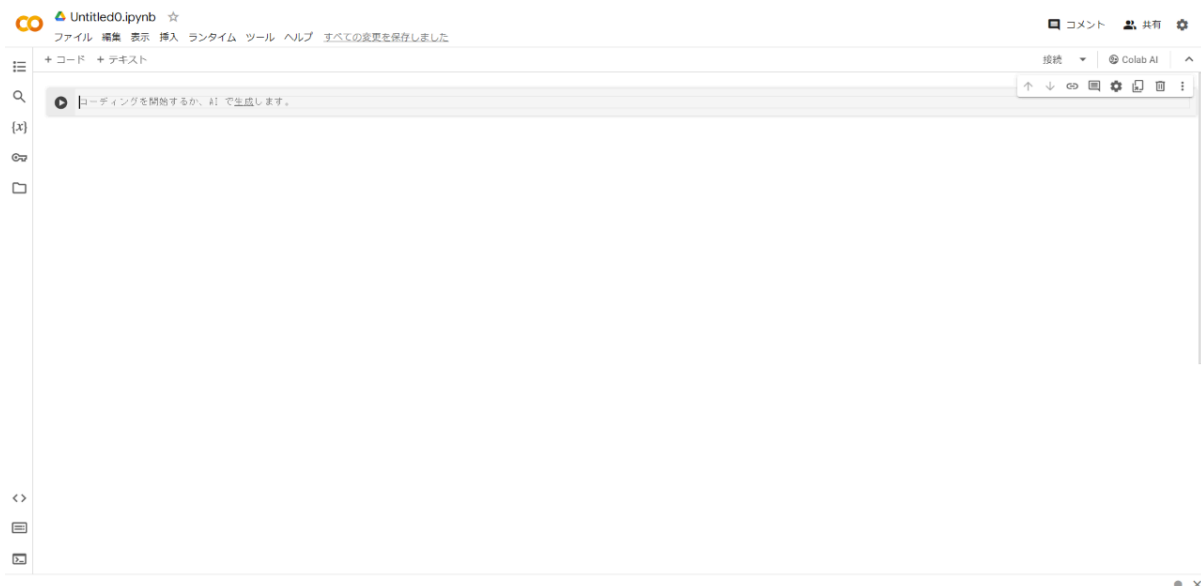 Untitled0.ipynb
コメント 共有
ファイル 編集 表示 挿入 ランタイム ツール ヘルプ すべての変更を保存しました
+ コード + テキスト
接続 Colab AI
コーディングを開始するか、AI で生成します。
{x}